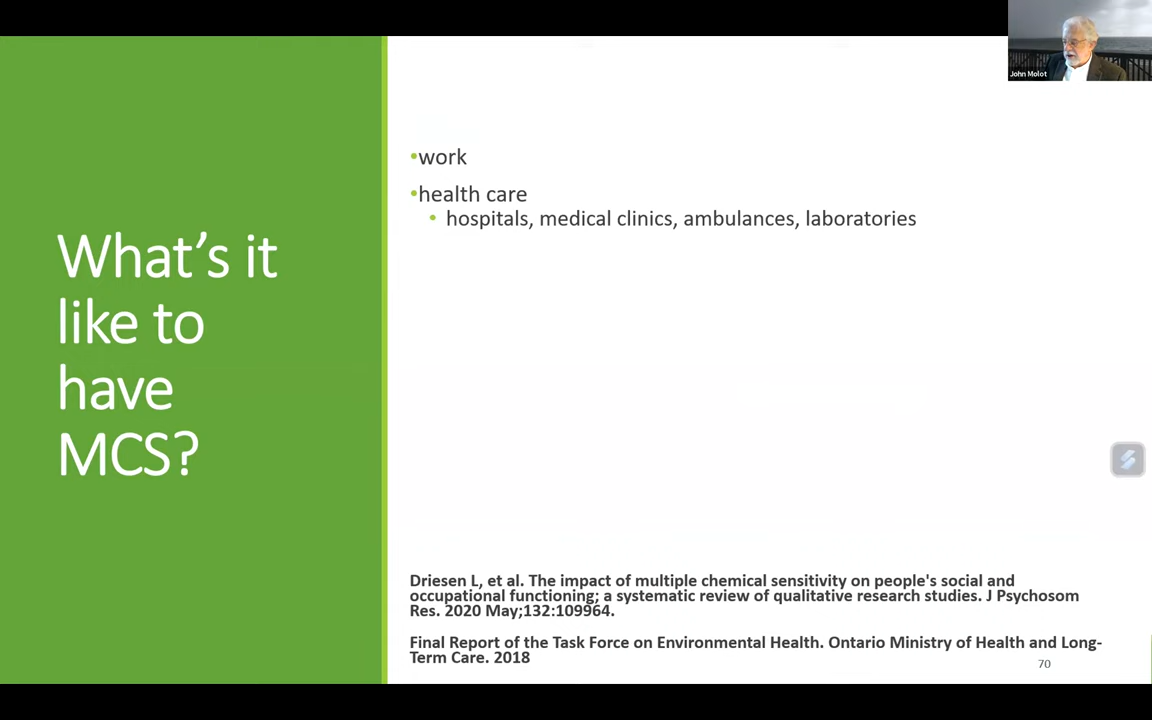 John Molot
What's it
like to
have
MCS?
•work
•health care
• hospitals, medical clinics, ambulances, laboratories
Driesen L, et al. The impact of multiple chemical sensitivity on people's social and
occupational functioning; a systematic review of qualitative research studies. J Psychosom
Res. 2020 May;132:109964.
Final Report of the Task Force on Environmental Health. Ontario Ministry of Health and Long-
Term Care. 2018
70